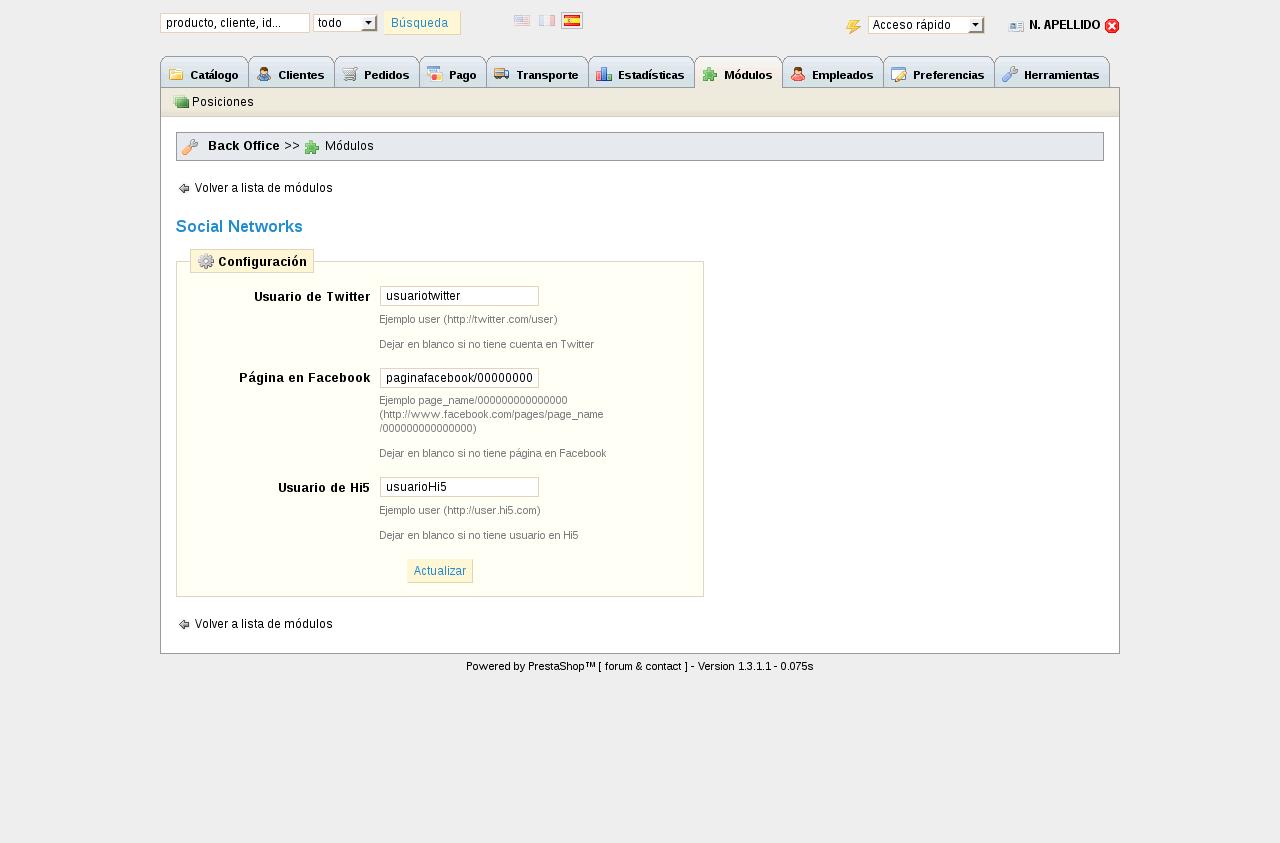 producto, cliente, id... todo Búsqueda Acceso rápido N. APELLIDO
Catálogo Clientes Pedidos Pago Transporte Estadísticas Módulos Empleados Preferencias Herramientas
Posiciones
Back Office >> Módulos
Volver a lista de módulos
Social Networks
Configuración
Usuario de Twitter usuariotwitter
Ejemplo user (http://twitter.com/user)
Dejar en blanco si no tiene cuenta en Twitter
Página en Facebook paginafacebook/00000000
Ejemplo page_name/000000000000000
(http://www.facebook.com/pages/page_name
/000000000000000)
Dejar en blanco si no tiene página en Facebook
Usuario de Hi5 usuarioHi5
Ejemplo user (http://user.hi5.com)
Dejar en blanco si no tiene usuario en Hi5
Actualizar
Volver a lista de módulos
Powered by PrestaShop™ [ forum & contact ] - Version 1.3.1.1 - 0.075s